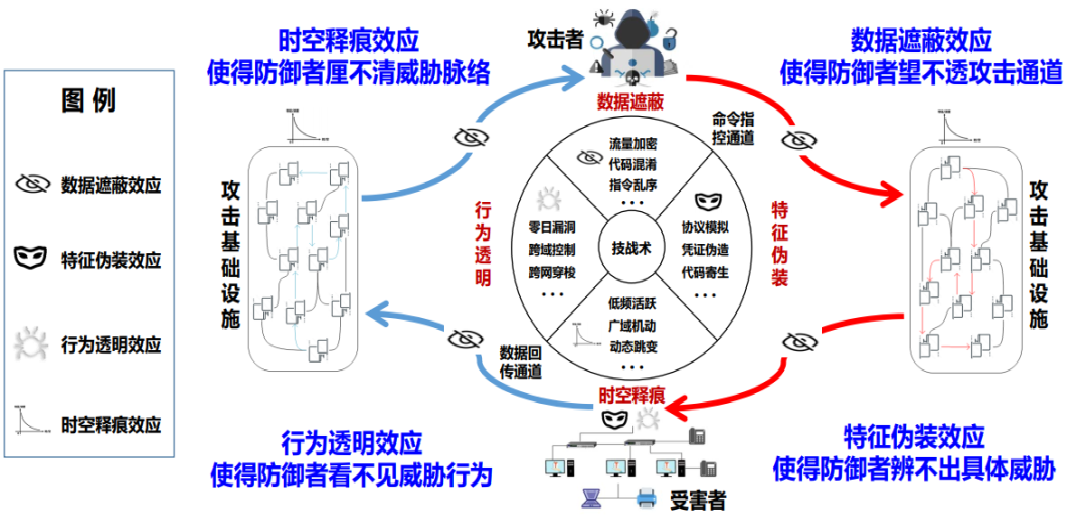 时空释痕效应
使得防御者厘不清威胁脉络
攻击者
数据遮蔽效应
使得防御者望不透攻击通道
图 例
数据遮蔽效应
特征伪装效应
行为透明效应
时空释痕效应
攻击基础设施
数据遮蔽
流量加密
代码混淆
指令乱序
...
命令指
控通道
行为透明
零日漏洞
跨域控制
跨网穿梭
...
技战术
协议模拟
凭证伪造
代码寄生
...
特征伪装
低频活跃
广域机动
动态跳变
...
时空释痕
数据回
传通道
攻击基础设施
行为透明效应
使得防御者看不见威胁行为
受害者
特征伪装效应
使得防御者辨不出具体威胁